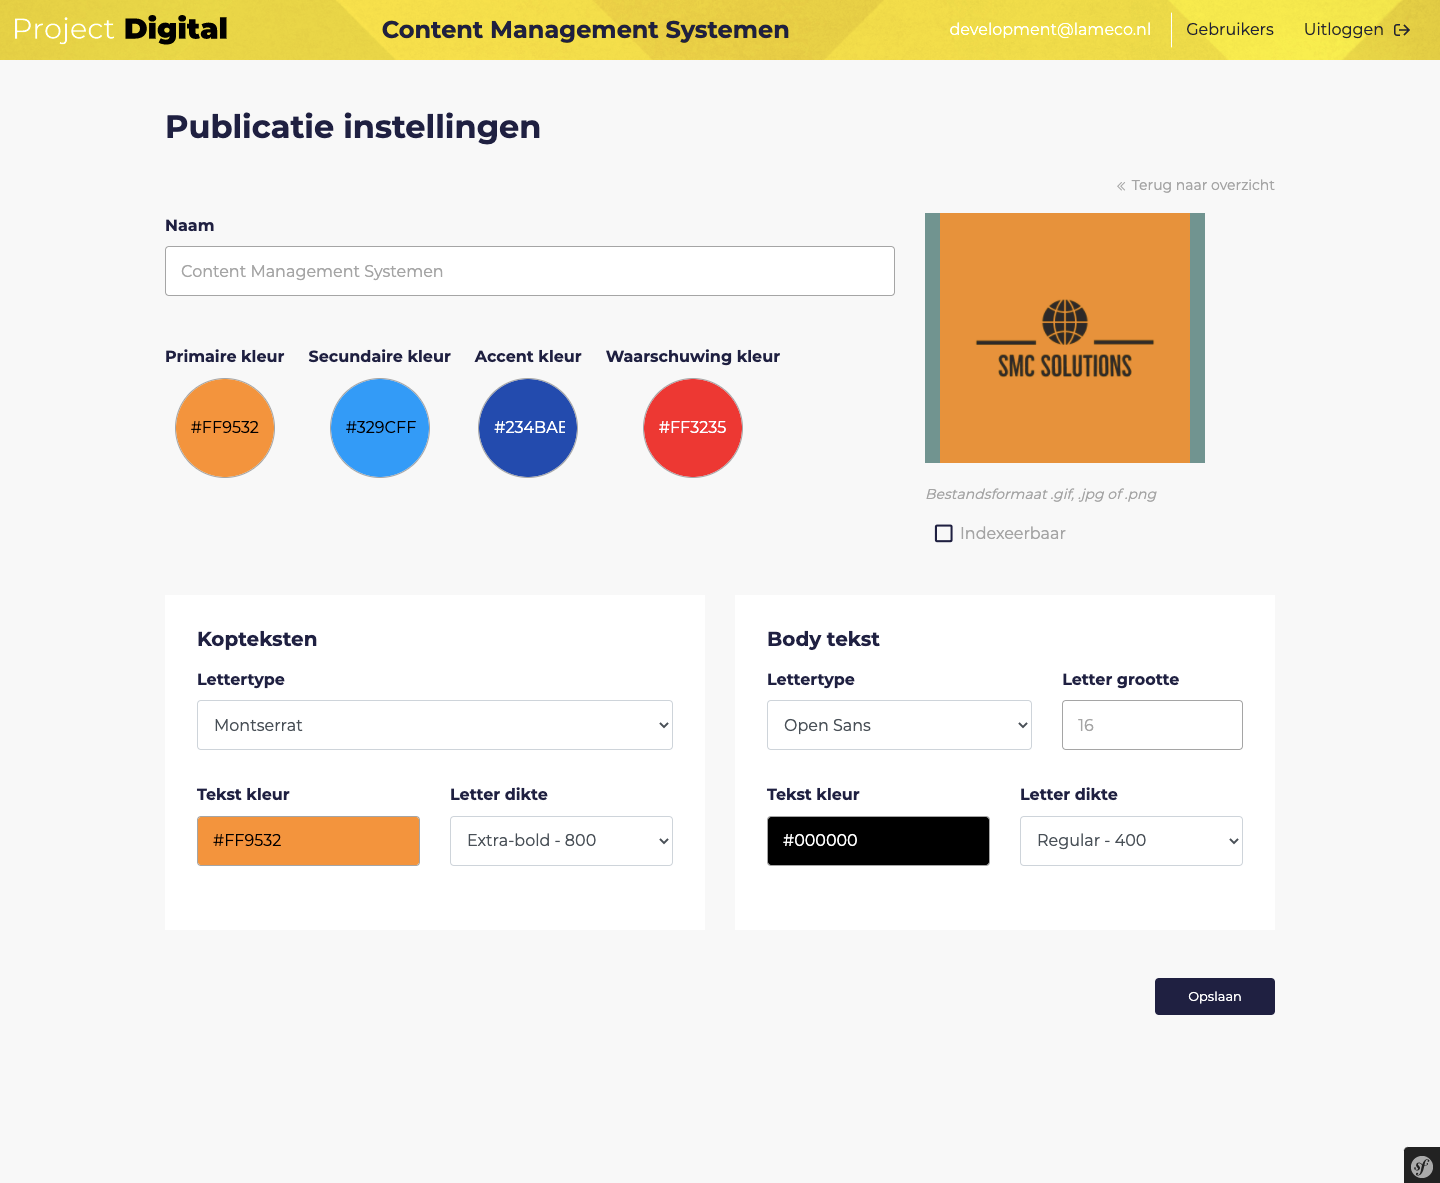 Project Digital
Content Management Systemen
development@lameco.nl
Gebruikers
Uitloggen
Publicatie instellingen
« Terug naar overzicht
Naam
Content Management Systemen
Primaire kleur
Secundaire kleur
Accent kleur
Waarschuwing kleur
#FF9532
#329CFF
#234BAE
#FF3235
SMC SOLUTIONS
Bestandsformaat .gif, .jpg of .png
Indexeerbaar
Kopteksten
Lettertype
Montserrat
Tekst kleur
Letter dikte
#FF9532
Extra-bold - 800
Body tekst
Lettertype
Letter grootte
Open Sans
16
Tekst kleur
Letter dikte
#000000
Regular - 400
Opslaan
sf